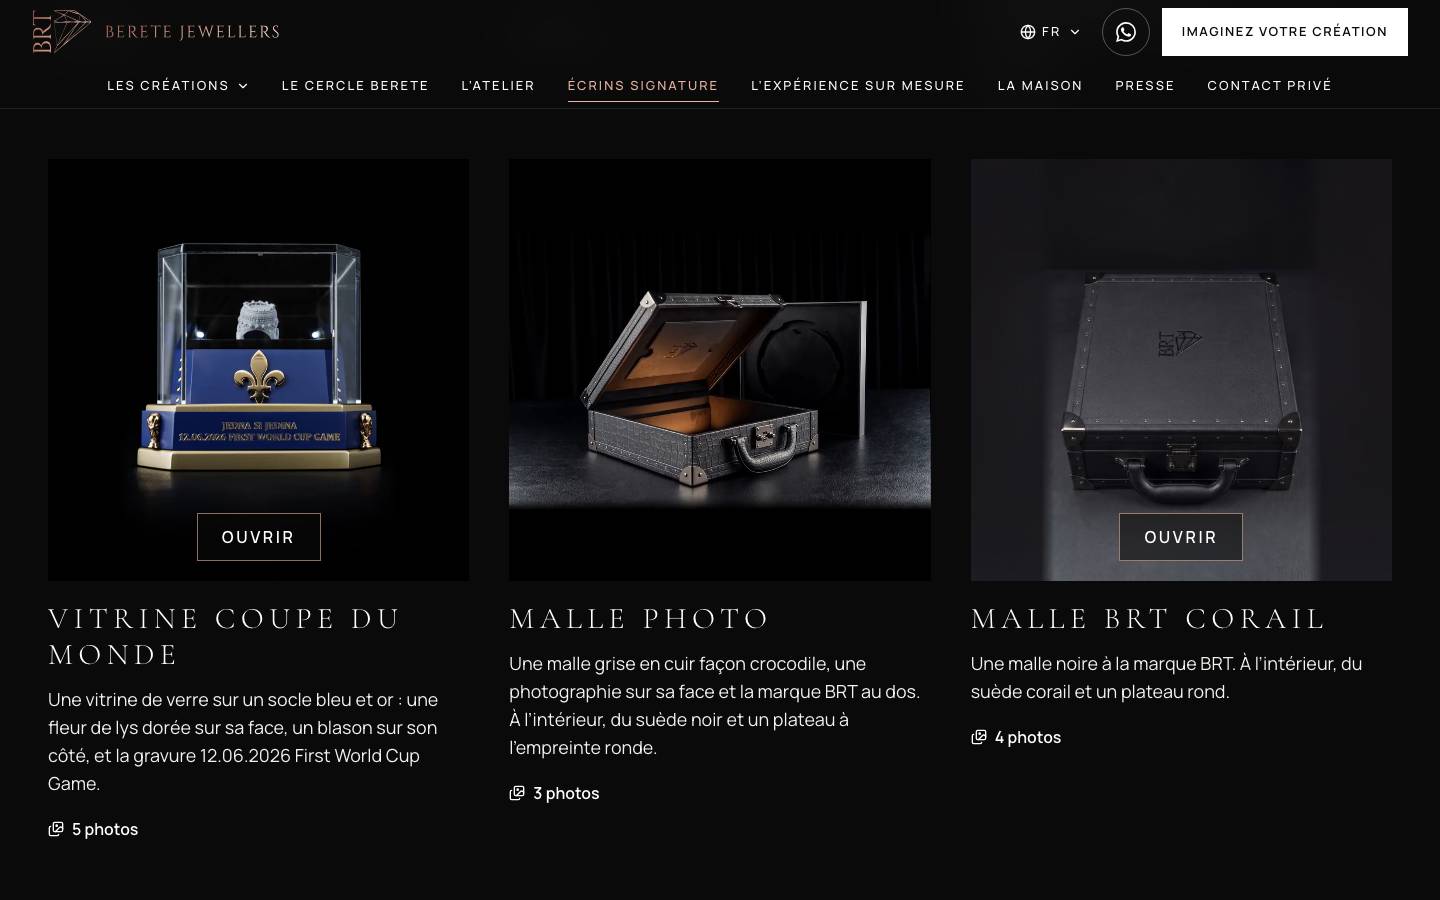 BRT BERETE JEWELLERS
FR
IMAGINEZ VOTRE CRÉATION
LES CRÉATIONS
LE CERCLE BERETE
L'ATELIER
ÉCRINS SIGNATURE
L'EXPÉRIENCE SUR MESURE
LA MAISON
PRESSE
CONTACT PRIVÉ
JEDNA SI JEDINA
12.06.2026 FIRST WORLD CUP GAME
OUVRIR
VITRINE COUPE DU
MONDE
Une vitrine de verre sur un socle bleu et or : une
fleur de lys dorée sur sa face, un blason sur son
côté, et la gravure 12.06.2026 First World Cup
Game.
5 photos
MALLE PHOTO
Une malle grise en cuir façon crocodile, une
photographie sur sa face et la marque BRT au dos.
À l'intérieur, du suède noir et un plateau à
l'empreinte ronde.
3 photos
BRT
OUVRIR
MALLE BRT CORAIL
Une malle noire à la marque BRT. À l'intérieur, du
suède corail et un plateau rond.
4 photos